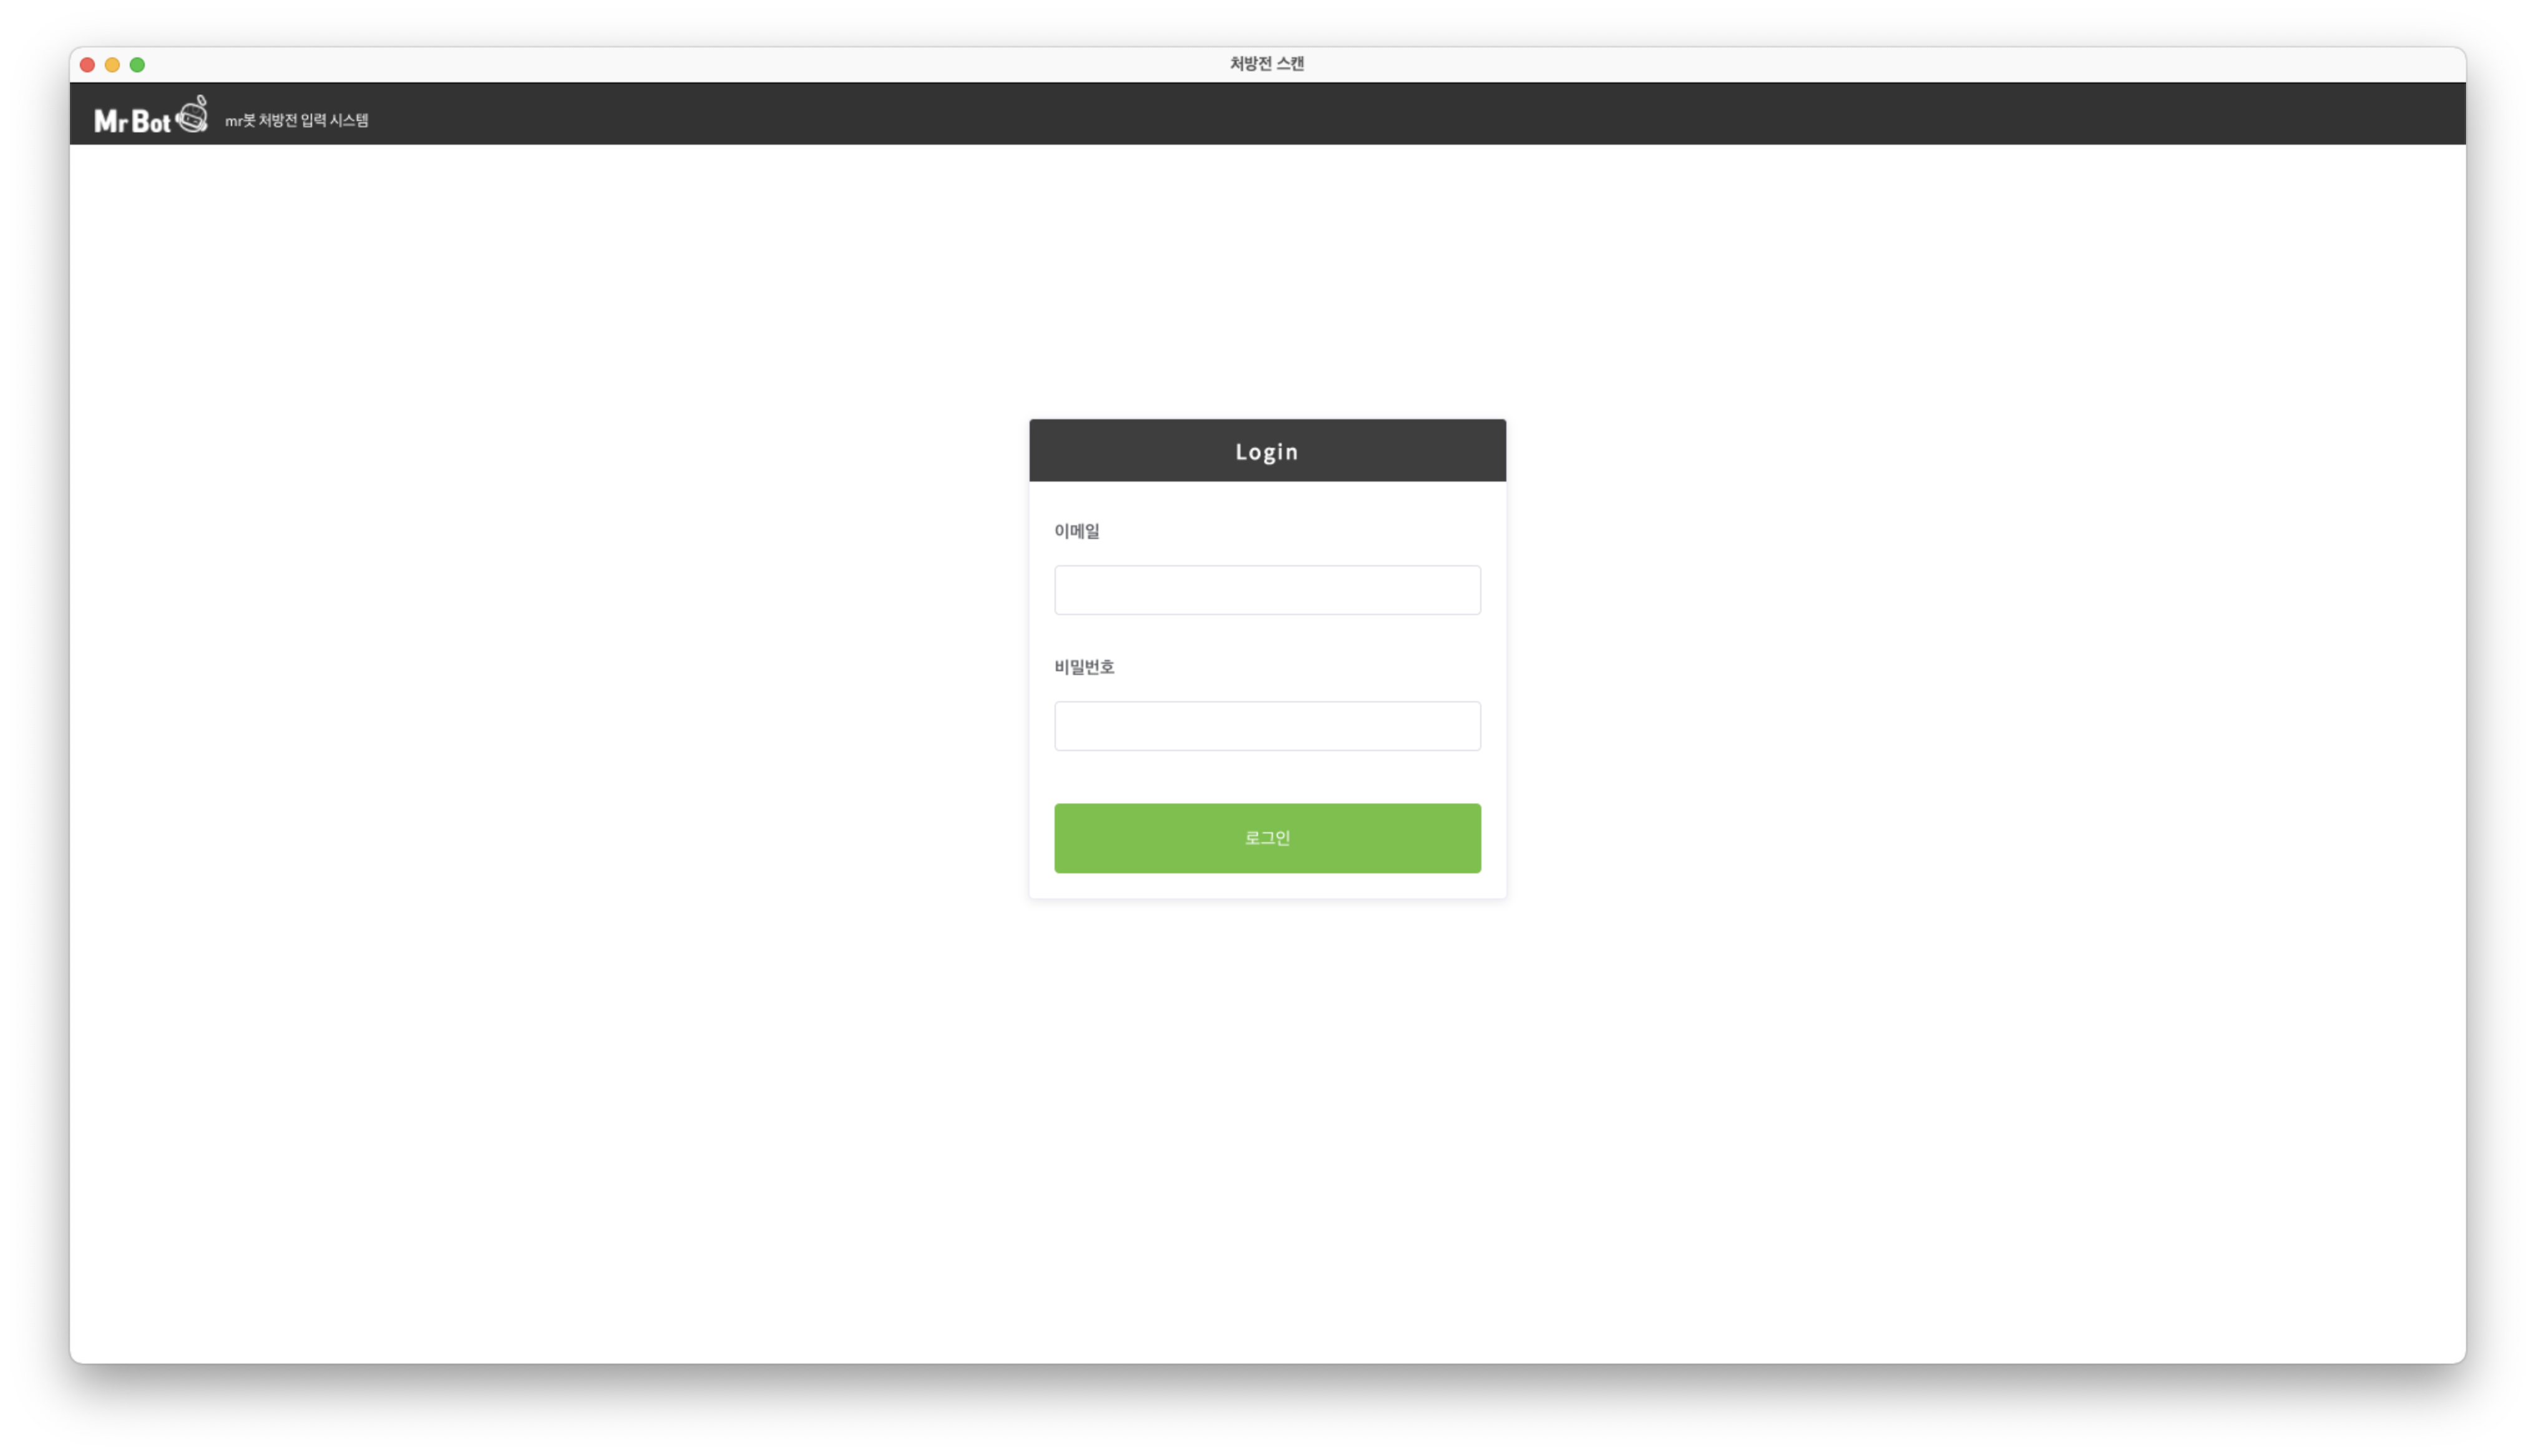 처방전 스캔
Mr Bot mr봇 처방전 입력 시스템
Login
이메일
비밀번호
로그인